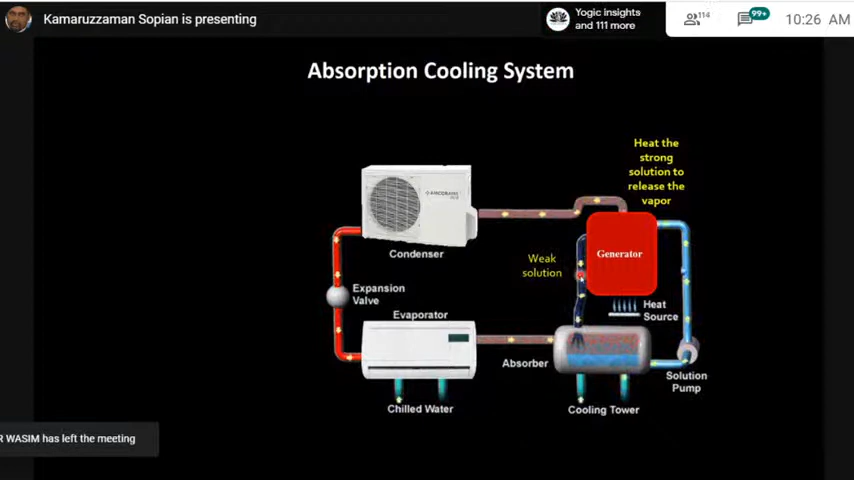 Kamaruzzaman Sopian is presenting
Yogic insights
and 111 more
114
99+
10:26 AM
Absorption Cooling System
Heat the
strong
solution to
release the
vapor
Condenser
Weak
solution
Generator
Expansion
Valve
Heat
Source
Evaporator
Absorber
Solution
Pump
Chilled Water
Cooling Tower
R WASIM has left the meeting